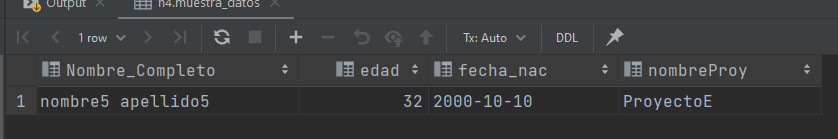 Output
h4.muestra_datos
1 row
Tx: Auto
DDL
Nombre_Completo edad fecha_nac nombreProy
1 nombre5 apellido5 32 2000-10-10 ProyectoE